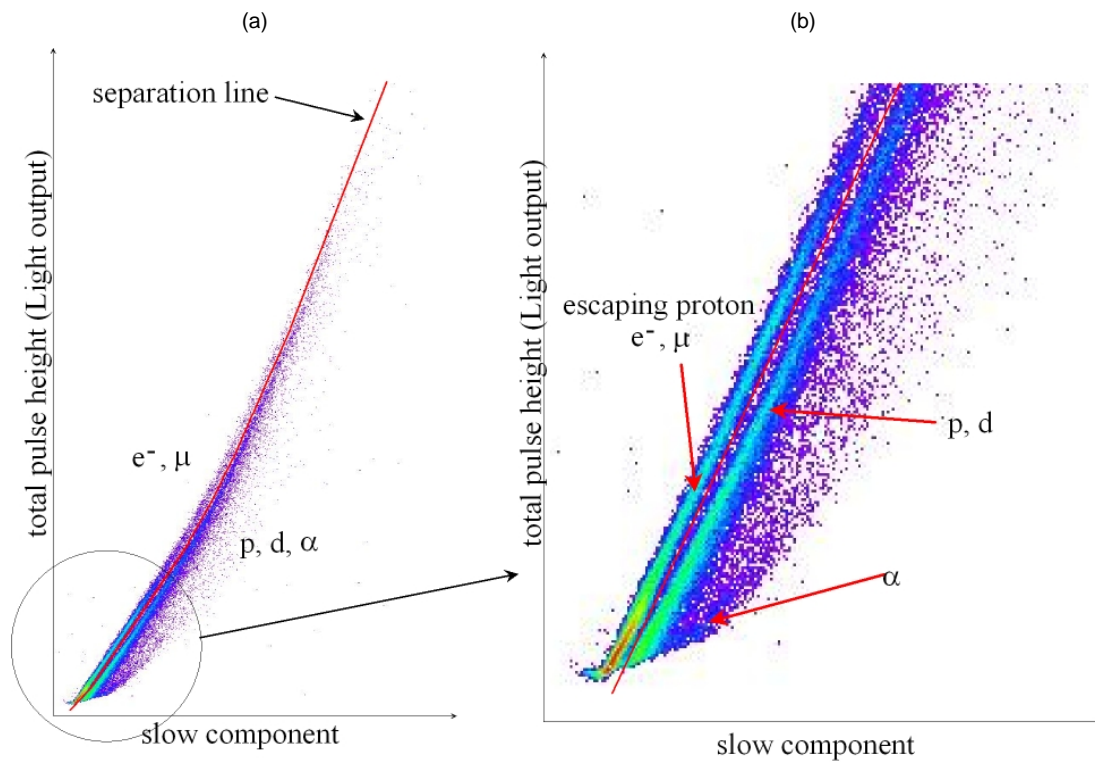 (a)
separation line
total pulse height (Light output)
e⁻, μ
p, d, α
slow component
(b)
total pulse height (Light output)
escaping proton
e⁻, μ
p, d
α
slow component